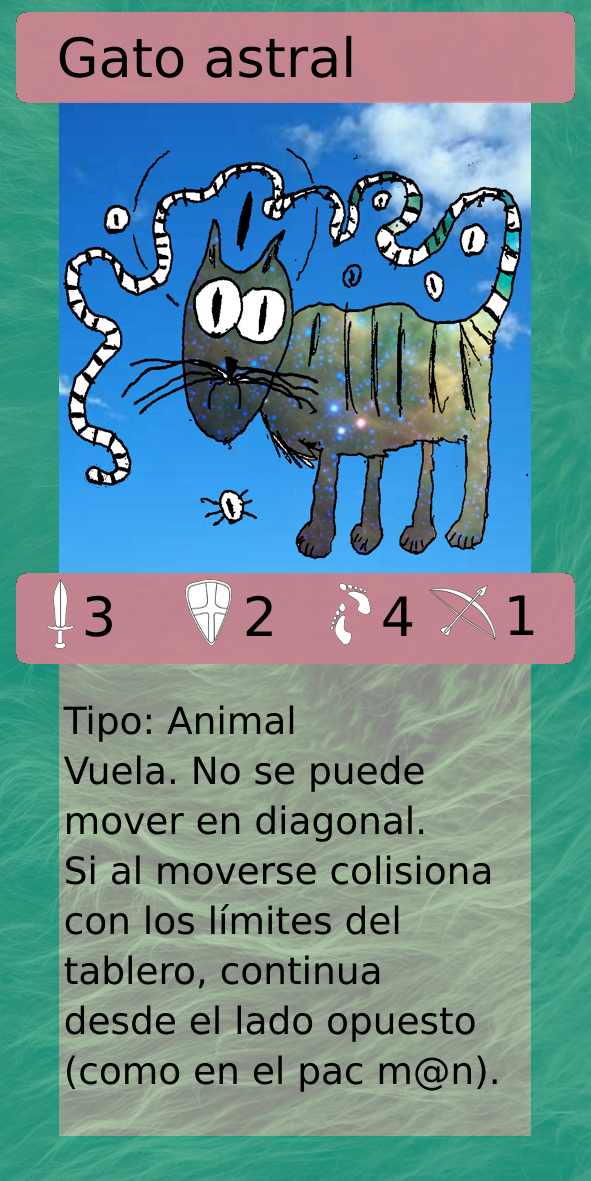 Gato astral
3 2 4 1
Tipo: Animal
Vuela. No se puede
mover en diagonal.
Si al moverse colisiona
con los límites del
tablero, continua
desde el lado opuesto
(como en el pac m@n).